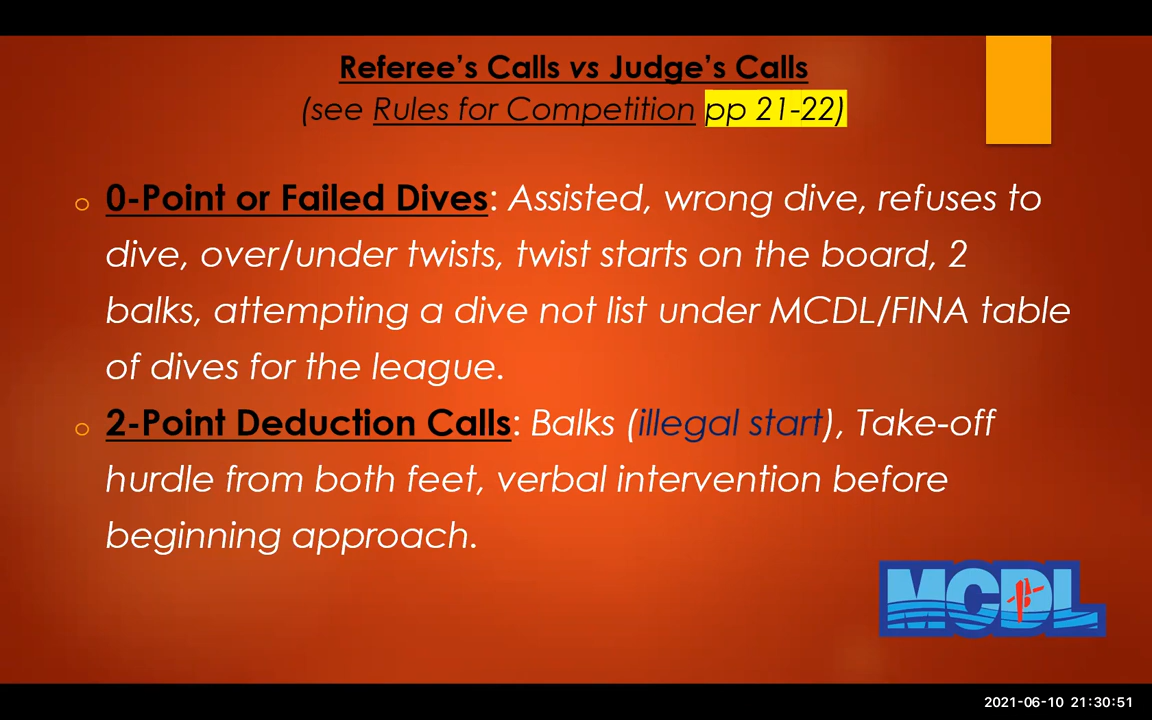 Referee's Calls vs Judge's Calls
(see Rules for Competition pp 21-22)
o 0-Point or Failed Dives: Assisted, wrong dive, refuses to
dive, over/under twists, twist starts on the board, 2
balks, attempting a dive not list under MCDL/FINA table
of dives for the league.
o 2-Point Deduction Calls: Balks (illegal start), Take-off
hurdle from both feet, verbal intervention before
beginning approach.
MCDL
2021-06-10 21:30:51